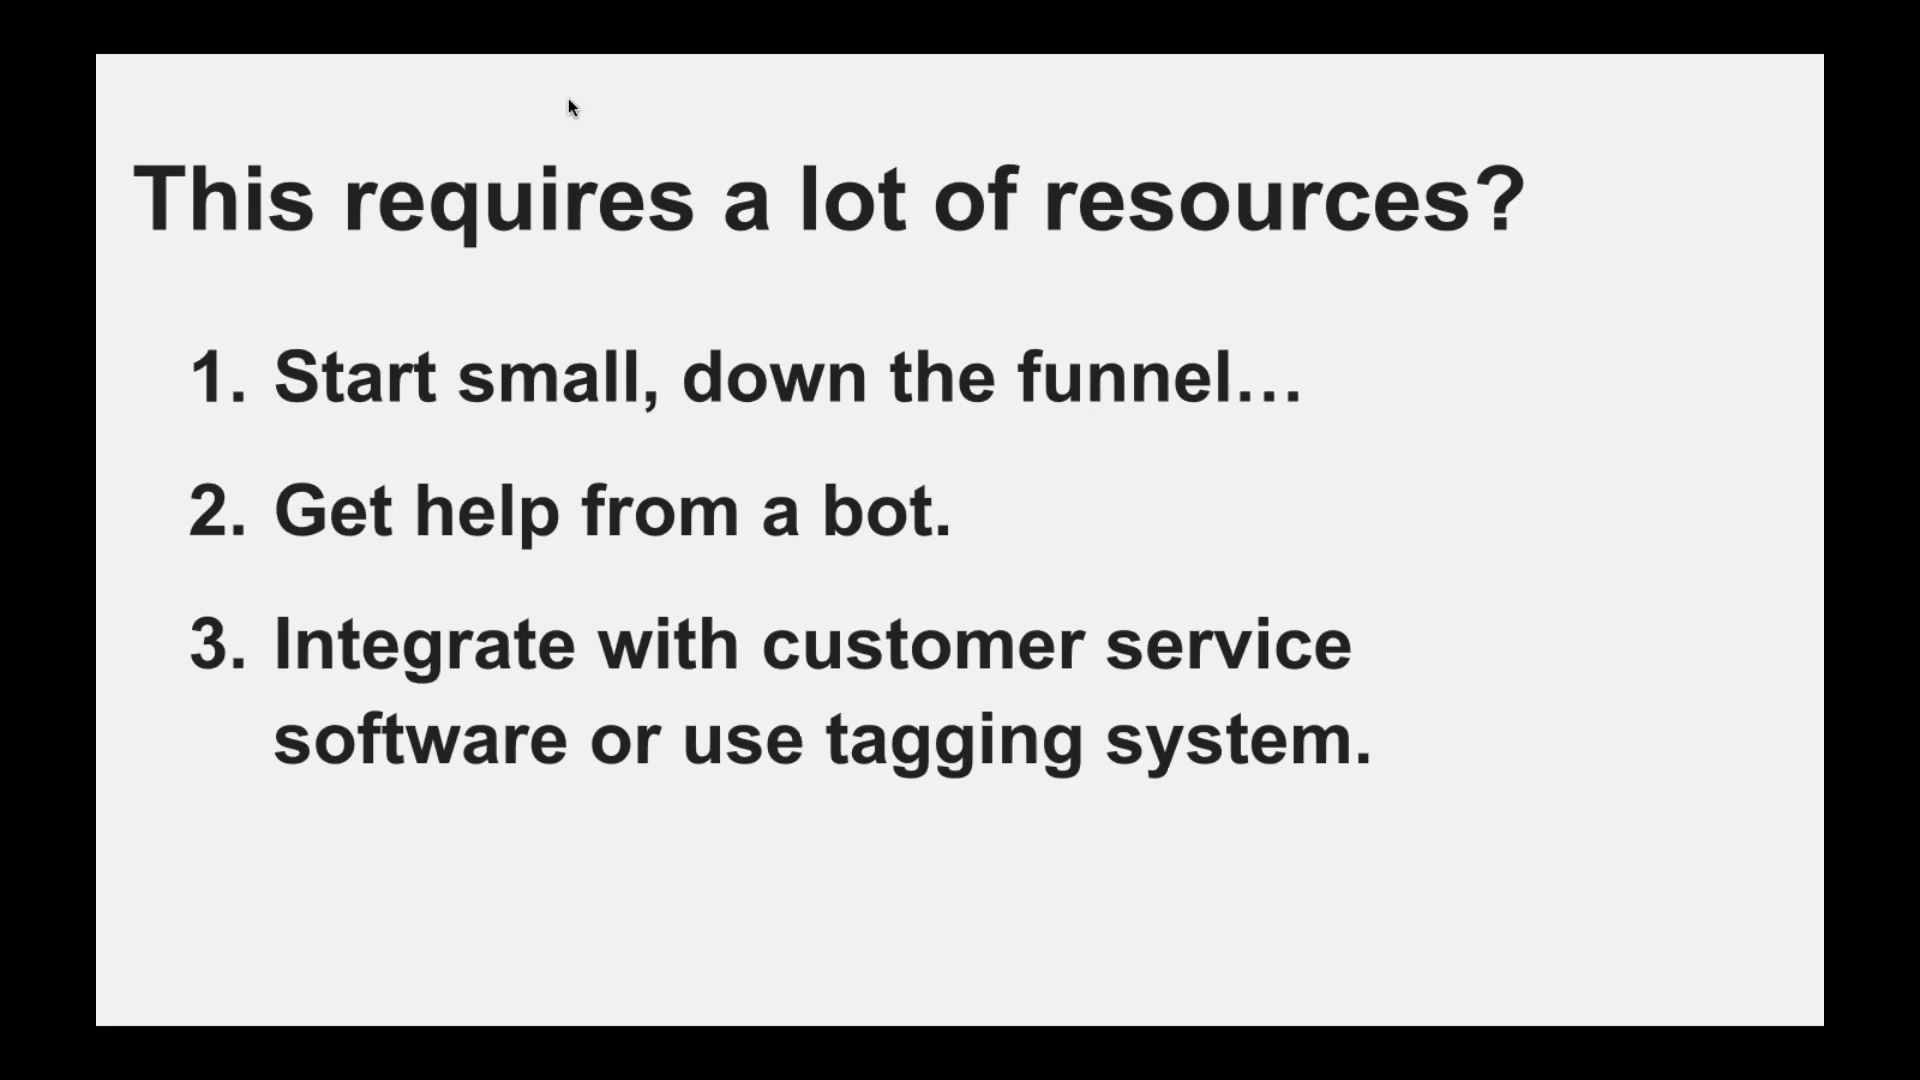 This requires a lot of resources?
1. Start small, down the funnel…
2. Get help from a bot.
3. Integrate with customer service
software or use tagging system.